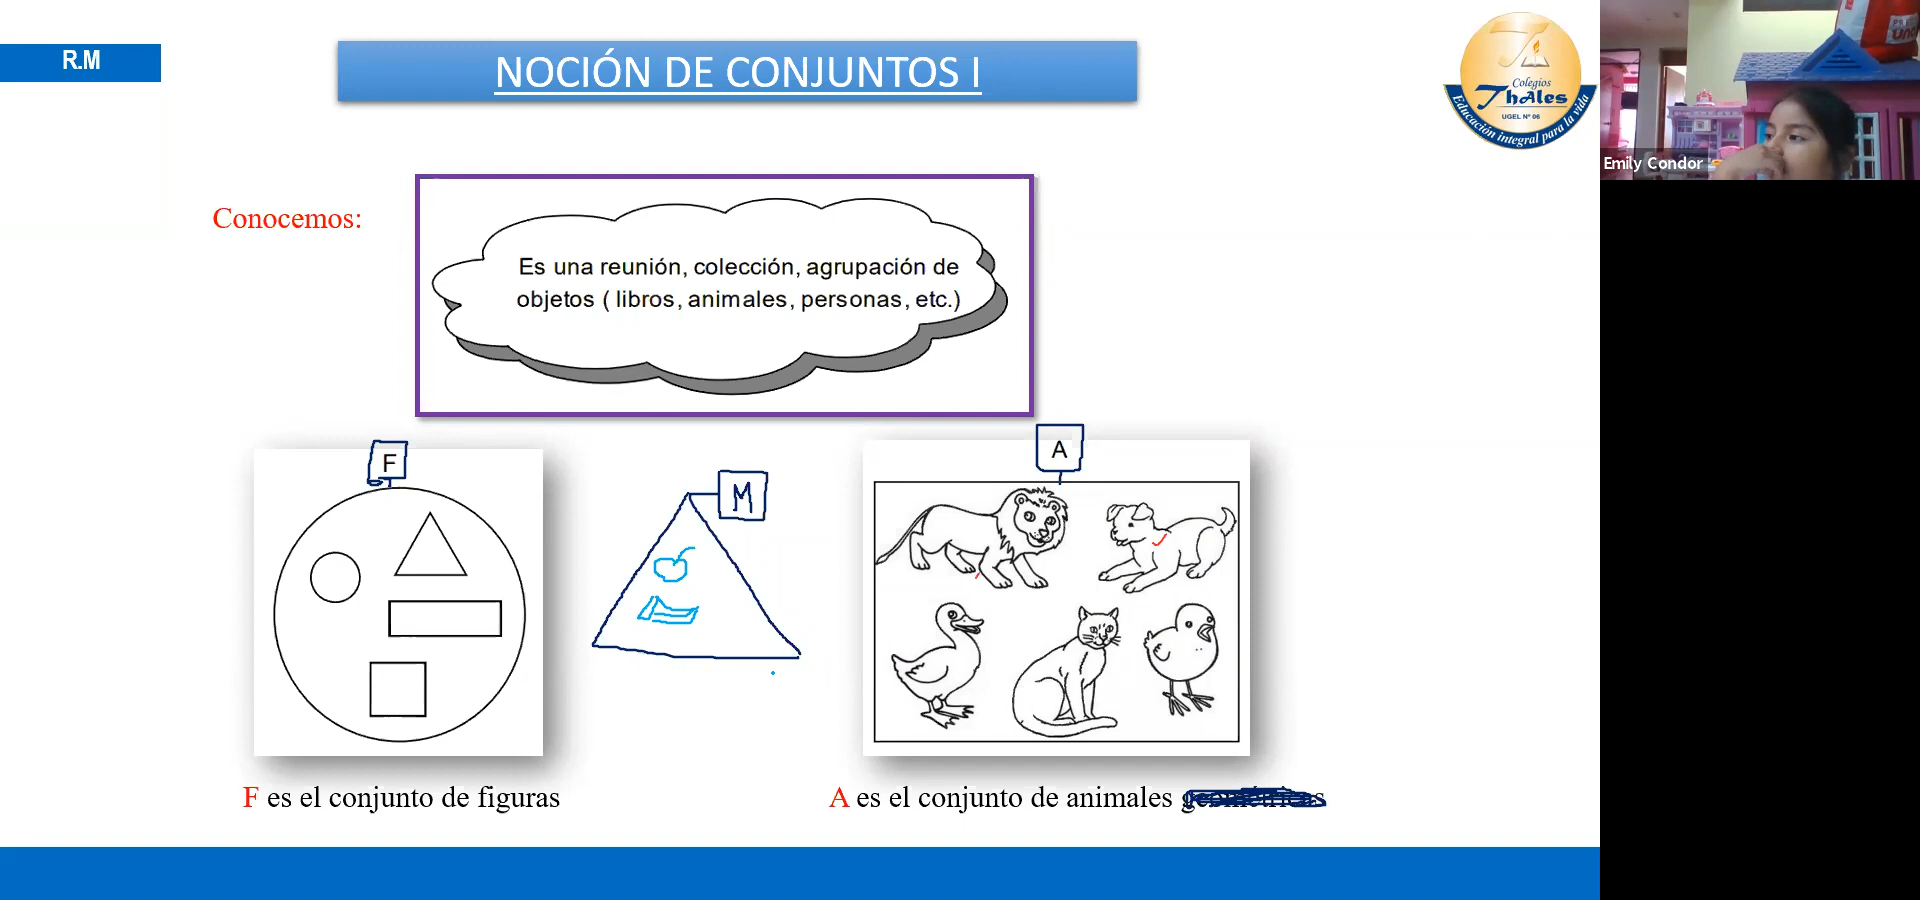 R.M
NOCIÓN DE CONJUNTOS I
Colegios
Thales
UGEL Nº 06
Educación integral para la vida
Emily Condor
Conocemos:
Es una reunión, colección, agrupación de
objetos ( libros, animales, personas, etc.)
F
M
A
F es el conjunto de figuras
A es el conjunto de animales geométricas